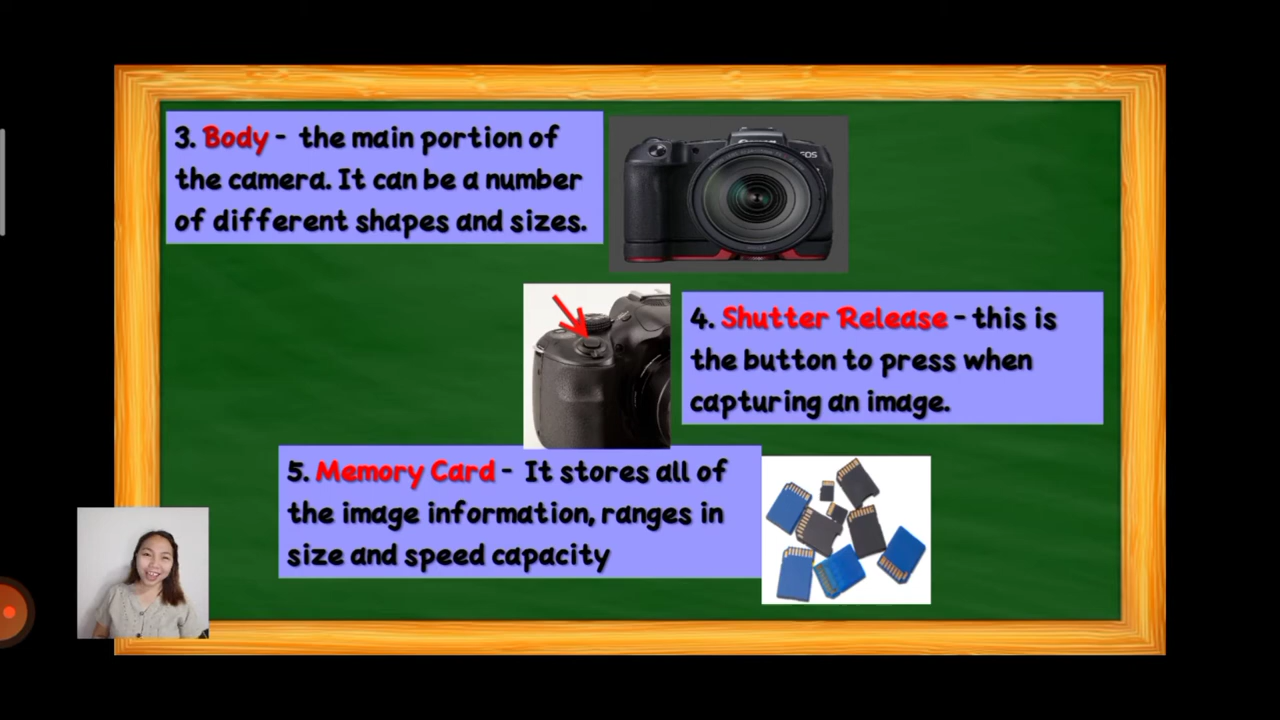 3. Body - the main portion of
the camera. It can be a number
of different shapes and sizes.
Canon
EOS
4. Shutter Release - this is
the button to press when
capturing an image.
5. Memory Card - It stores all of
the image information, ranges in
size and speed capacity